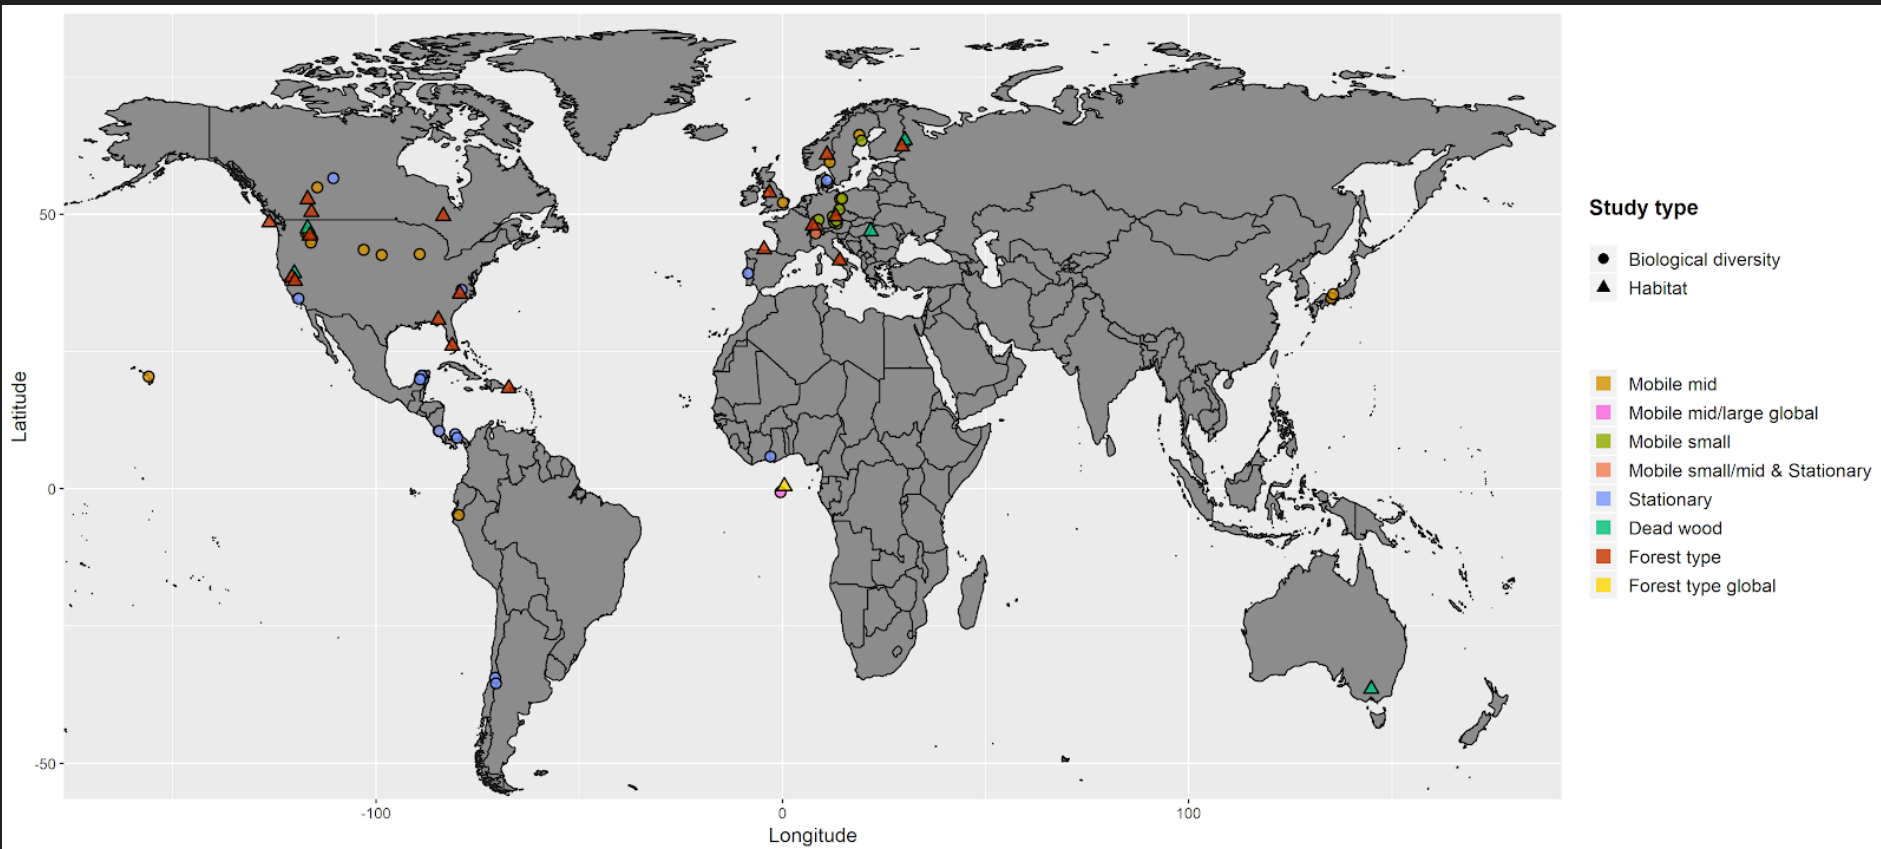 Latitude
50
0
-50
-100
0
100
Longitude
Study type
Biological diversity
Habitat
Mobile mid
Mobile mid/large global
Mobile small
Mobile small/mid & Stationary
Stationary
Dead wood
Forest type
Forest type global